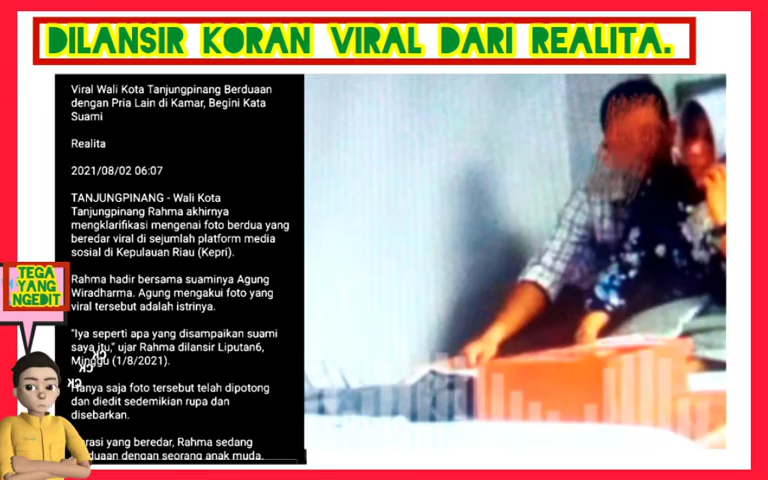 DILANSIR KORAN VIRAL DARI REALITA.
Viral Wali Kota Tanjungpinang Berduaan
dengan Pria Lain di Kamar, Begini Kata
Suami
Realita
2021/08/02 06:07
TANJUNGPINANG - Wali Kota
Tanjungpinang Rahma akhirnya
mengklarifikasi mengenai foto berdua yang
beredar viral di sejumlah platform media
sosial di Kepulauan Riau (Kepri).
Rahma hadir bersama suaminya Agung
Wiradharma. Agung mengakui foto yang
viral tersebut adalah istrinya.
"Iya seperti apa yang disampaikan suami
saya itu," ujar Rahma dilansir Liputan6,
Minggu (1/8/2021).
Hanya saja foto tersebut telah dipotong
dan diedit sedemikian rupa dan
disebarkan.
yang beredar, Rahma sedang
dengan seorang anak muda.
TEGA
YANG
NGEDIT
CK
CK
CK